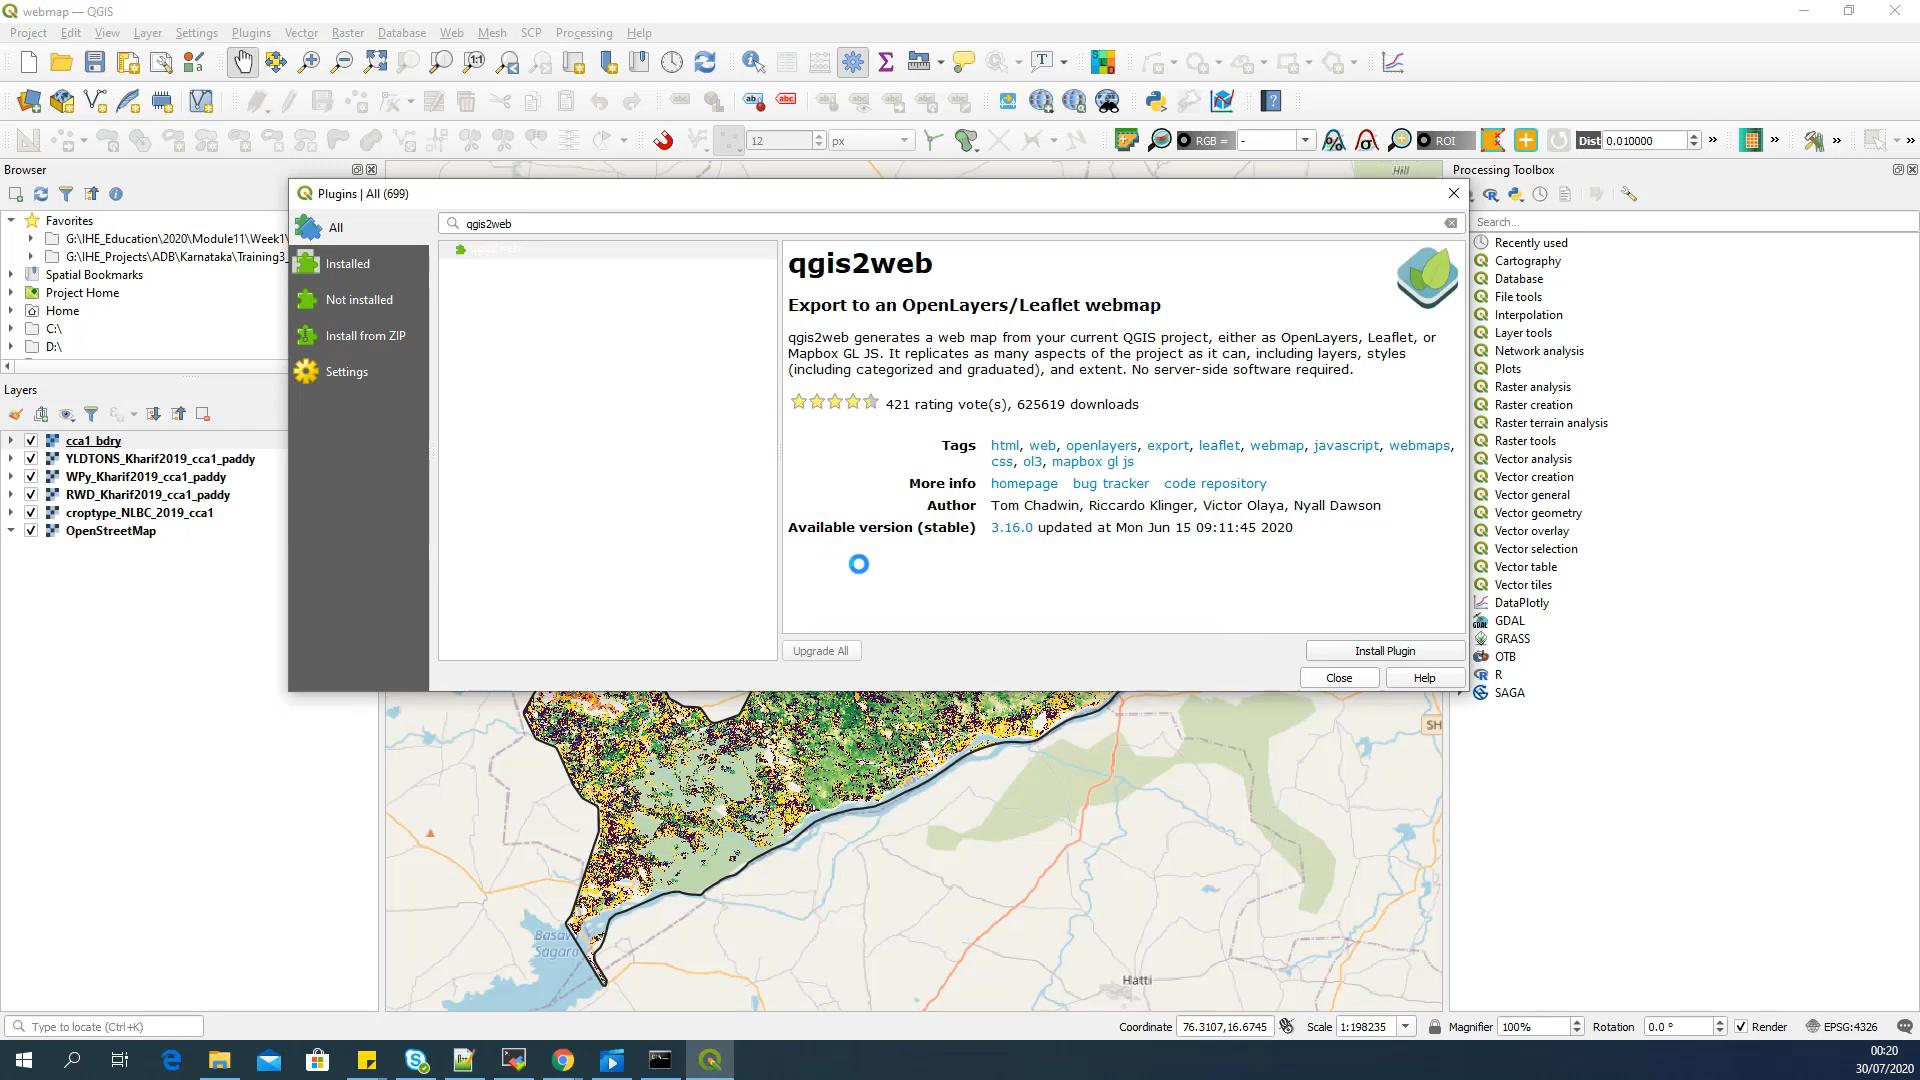 webmap — QGIS
Project Edit View Layer Settings Plugins Vector Raster Database Web Mesh SCP Processing Help
12 px RGB = - ROI Dist 0.010000
Browser
Favorites
G:\IHE_Education\2020\Module11\Week1\
G:\IHE_Projects\ADB\Karnataka\Training3_
Spatial Bookmarks
Project Home
Home
C:\
D:\
Layers
cca1_bdry
YLDTONS_Kharif2019_cca1_paddy
WPy_Kharif2019_cca1_paddy
RWD_Kharif2019_cca1_paddy
croptype_NLBC_2019_cca1
OpenStreetMap
Hill
Plugins | All (699)
All
Installed
Not installed
Install from ZIP
Settings
qgis2web
qgis2web
Export to an OpenLayers/Leaflet webmap
qgis2web generates a web map from your current QGIS project, either as OpenLayers, Leaflet, or
Mapbox GL JS. It replicates as many aspects of the project as it can, including layers, styles
(including categorized and graduated), and extent. No server-side software required.
421 rating vote(s), 625619 downloads
Tags html, web, openlayers, export, leaflet, webmap, javascript, webmaps,
css, ol3, mapbox gl js
More info homepage bug tracker code repository
Author Tom Chadwin, Riccardo Klinger, Victor Olaya, Nyall Dawson
Available version (stable) 3.16.0 updated at Mon Jun 15 09:11:45 2020
Upgrade All
Install Plugin
Close
Help
SH
Basav
Sagara
Hatti
Processing Toolbox
Search...
Recently used
Cartography
Database
File tools
Interpolation
Layer tools
Network analysis
Plots
Raster analysis
Raster creation
Raster terrain analysis
Raster tools
Vector analysis
Vector creation
Vector general
Vector geometry
Vector overlay
Vector selection
Vector table
Vector tiles
DataPlotly
GDAL
GRASS
OTB
R
SAGA
Type to locate (Ctrl+K)
Coordinate 76.3107,16.6745 Scale 1:198235 Magnifier 100% Rotation 0.0 ° Render EPSG:4326
00:20
30/07/2020